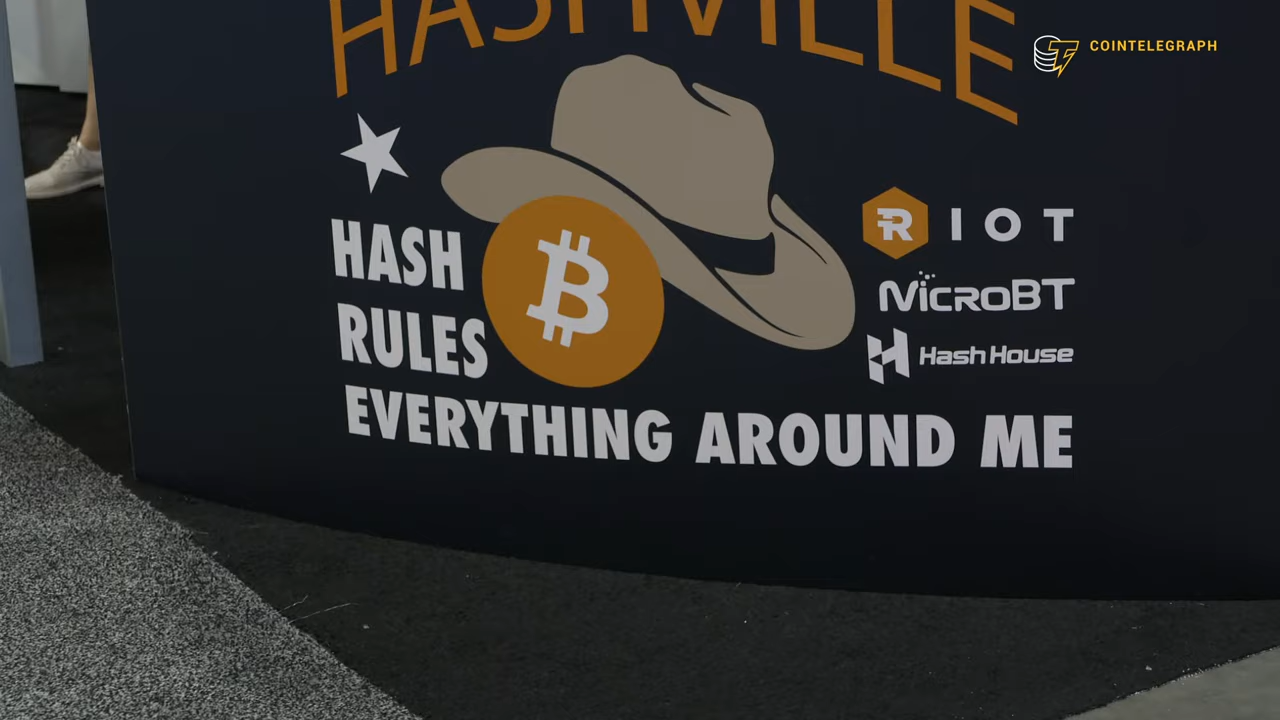 HASHVILLE
COINTELEGRAPH
HASH
RULES
EVERYTHING AROUND ME
RIOT
MicroBT
Hash House